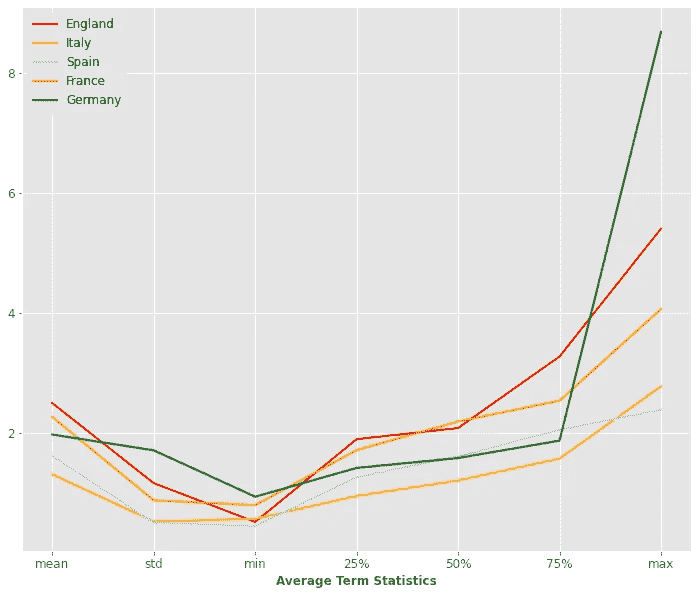 England
Italy
Spain
France
Germany
8
6
4
2
mean std min 25% 50% 75% max
Average Term Statistics